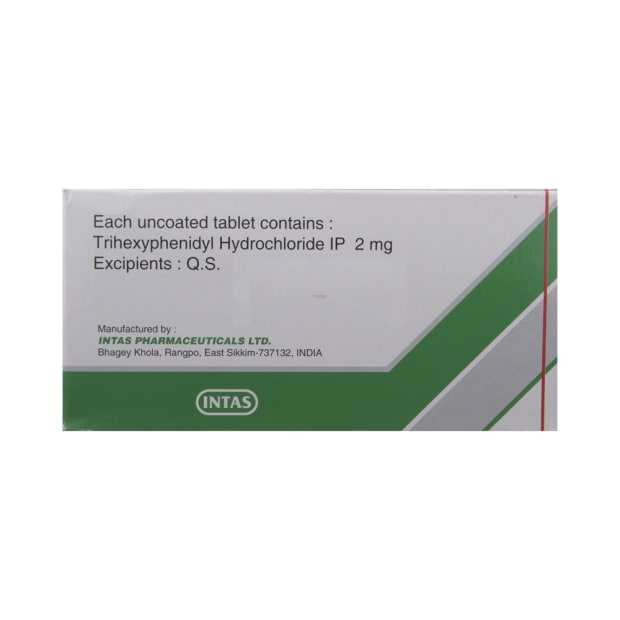 Each uncoated tablet contains :
Trihexyphenidyl Hydrochloride IP 2 mg
Excipients : Q.S.
Manufactured by :
INTAS PHARMACEUTICALS LTD.
Bhagey Khola, Rangpo, East Sikkim-737132, INDIA
INTAS